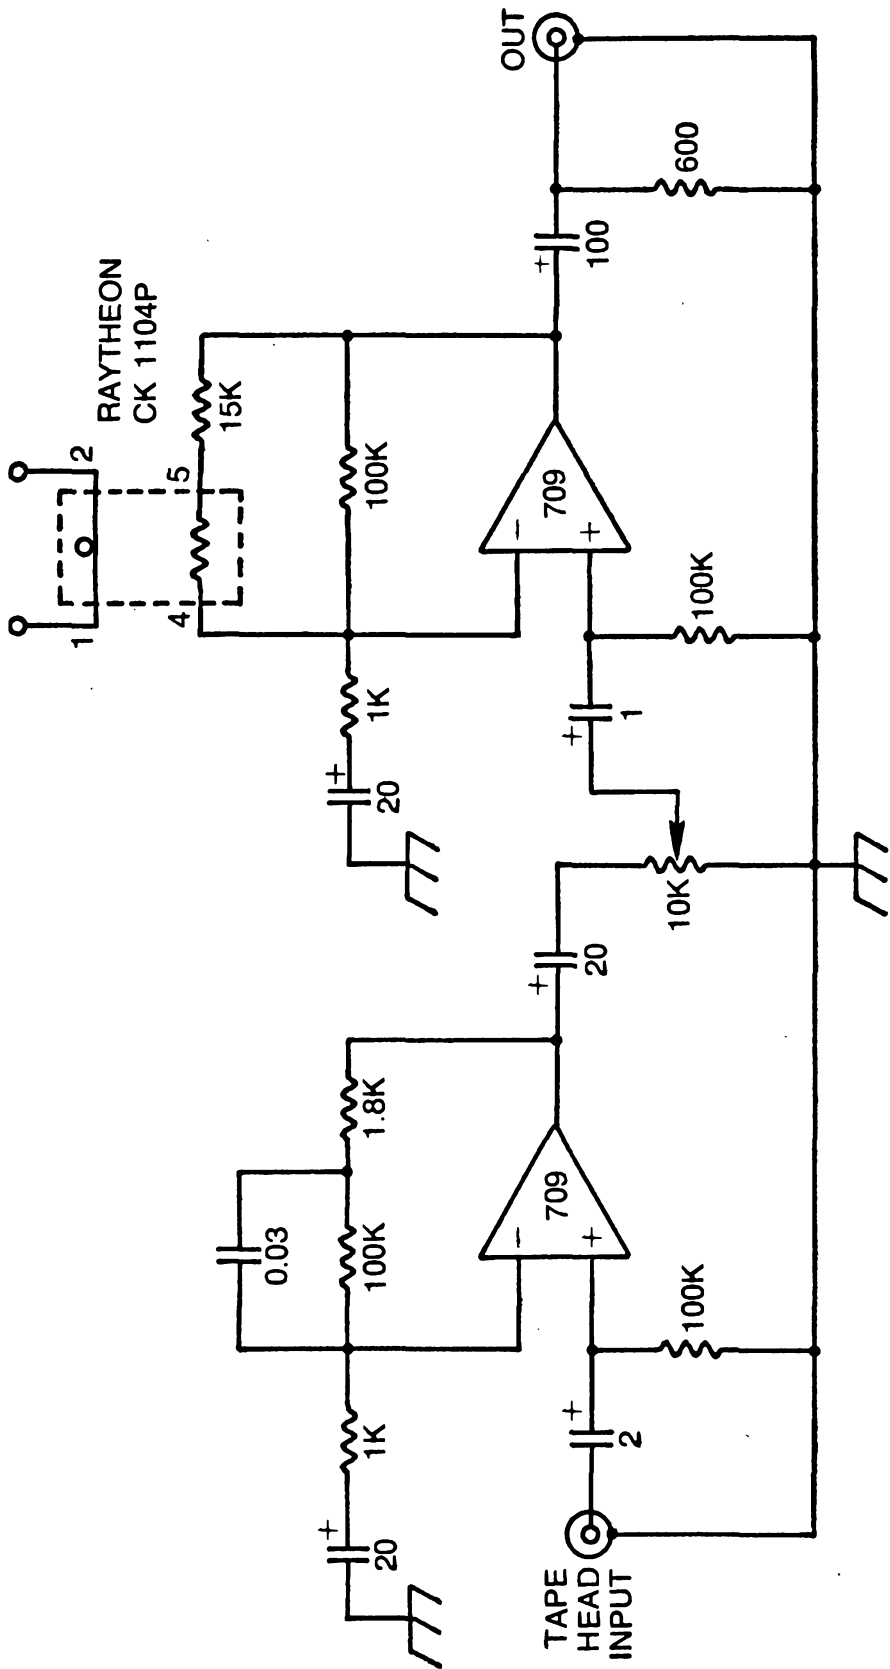 RAYTHEON
CK 1104P
1
2
4
5
15K
100K
20
+
1K
20
+
1K
0.03
100K
1.8K
709
−
+
709
−
+
TAPE
HEAD
INPUT
+
2
100K
+
20
10K
+
1
100K
+
100
600
OUT